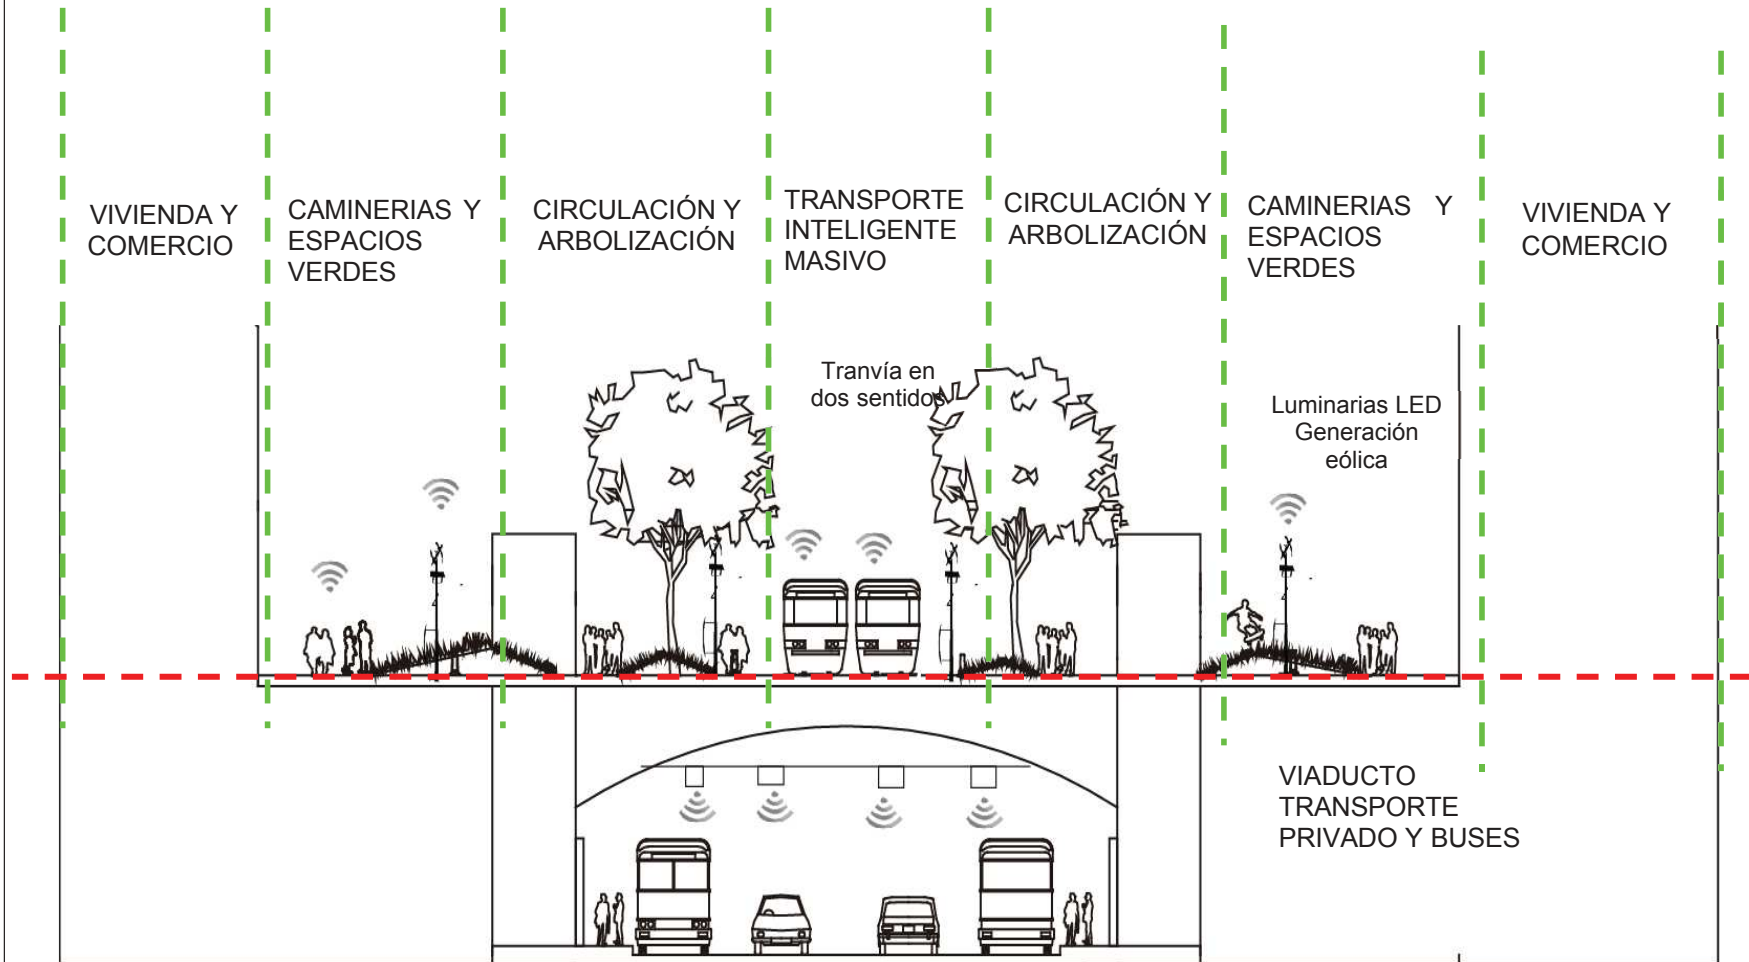 VIVIENDA Y
COMERCIO
CAMINERIAS Y
ESPACIOS
VERDES
CIRCULACIÓN Y
ARBOLIZACIÓN
TRANSPORTE
INTELIGENTE
MASIVO
CIRCULACIÓN Y
ARBOLIZACIÓN
CAMINERIAS Y
ESPACIOS
VERDES
VIVIENDA Y
COMERCIO
Tranvía en
dos sentidos
Luminarias LED
Generación
eólica
VIADUCTO
TRANSPORTE
PRIVADO Y BUSES